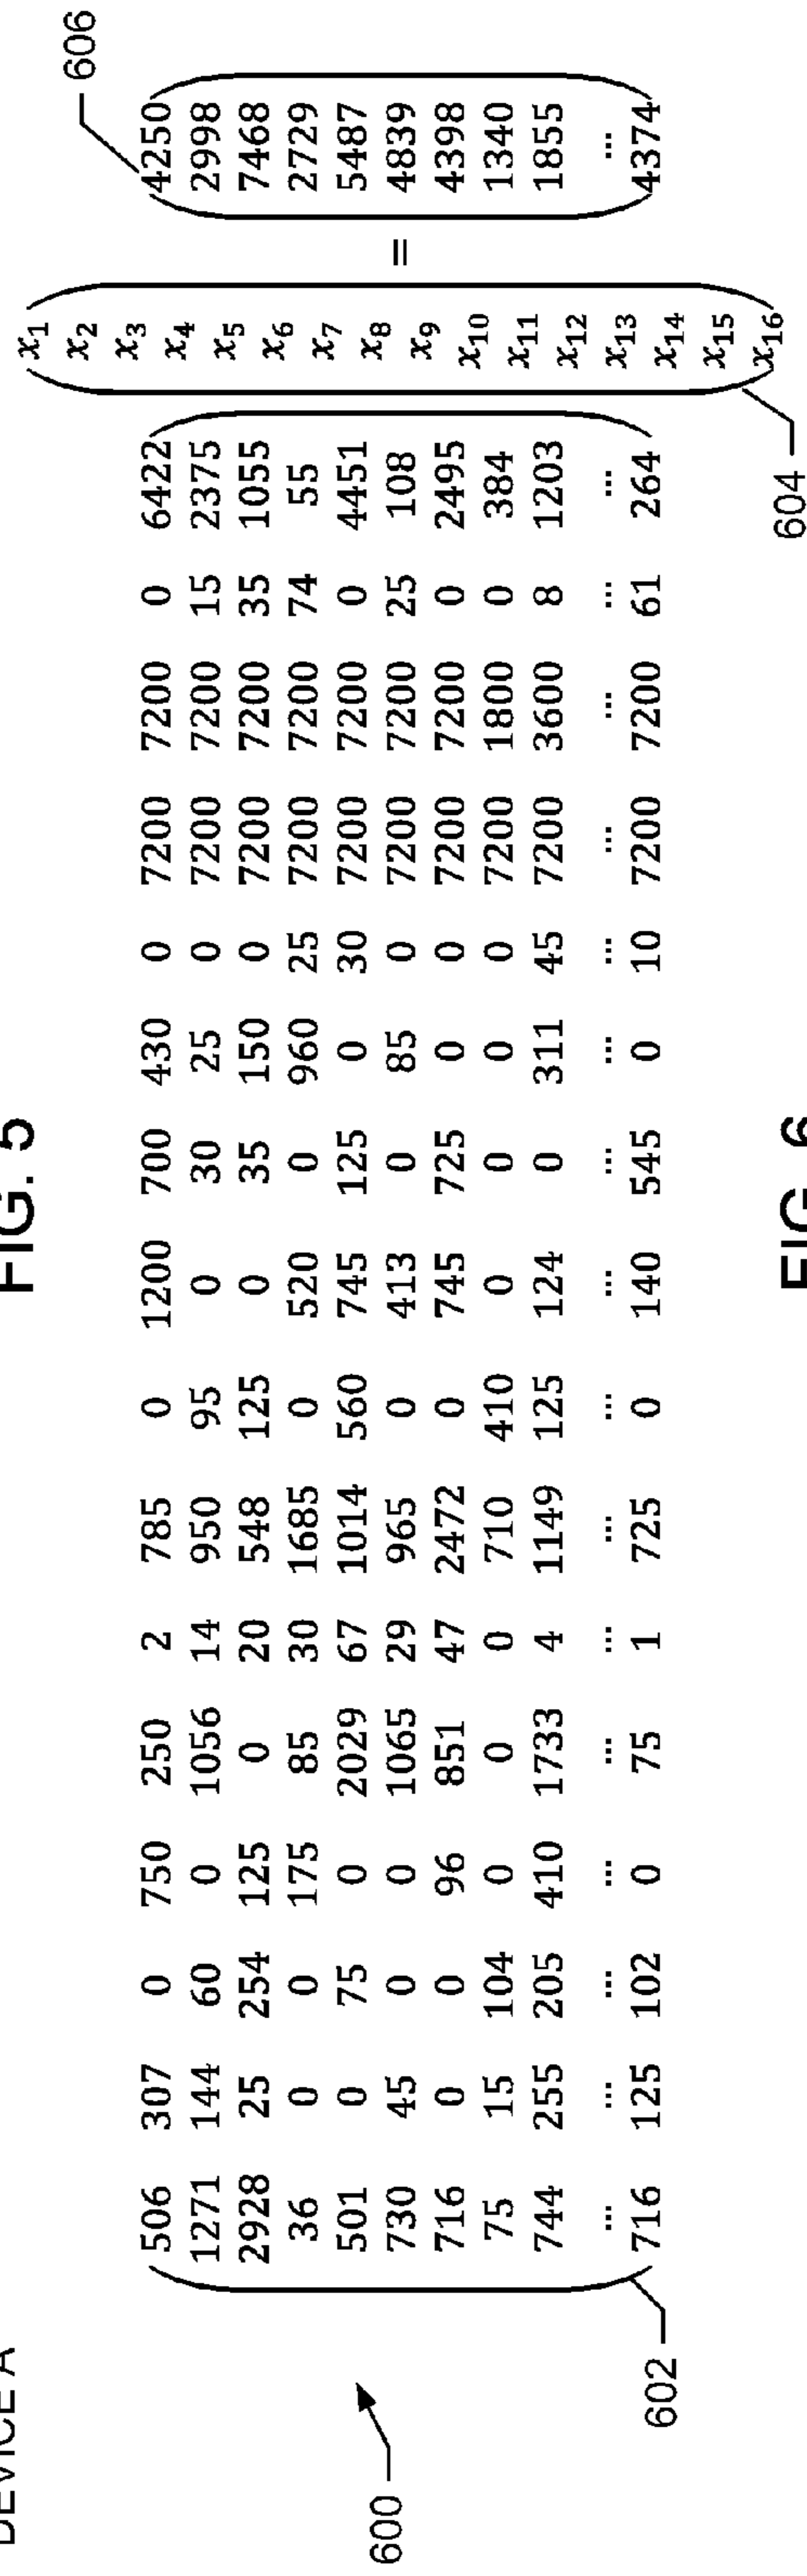 DEVICE A
FIG. 5
606
x₁
x₂
x₃
506 307 0 750 250 2 785 0 1200 700 430 0 7200 7200 0 6422 x₄ 4250
1271 144 60 0 1056 14 950 95 0 30 25 0 7200 7200 15 2375 x₅ 2998
2928 25 254 125 0 20 548 125 0 35 150 0 7200 7200 35 1055 x₆ 7468
36 0 0 175 85 30 1685 0 520 0 960 25 7200 7200 74 55 x₇ 2729
501 0 75 0 2029 67 1014 560 745 125 0 30 7200 7200 0 4451 x₈ 5487
600
730 45 0 0 1065 29 965 0 413 0 85 0 7200 7200 25 108 x₉ = 4839
716 0 0 96 851 47 2472 0 745 725 0 0 7200 7200 0 2495 x₁₀ 4398
75 15 104 0 0 0 710 410 0 0 0 0 7200 1800 0 384 x₁₁ 1340
744 255 205 410 1733 4 1149 125 124 0 311 45 7200 3600 8 1203 x₁₂ 1855
... ... ... ... ... ... ... ... ... ... ... ... ... ... ... ... x₁₃ ...
716 125 102 0 75 1 725 0 140 545 0 10 7200 7200 61 264 x₁₄ 4374
602
x₁₅
x₁₆
604
FIG. 6